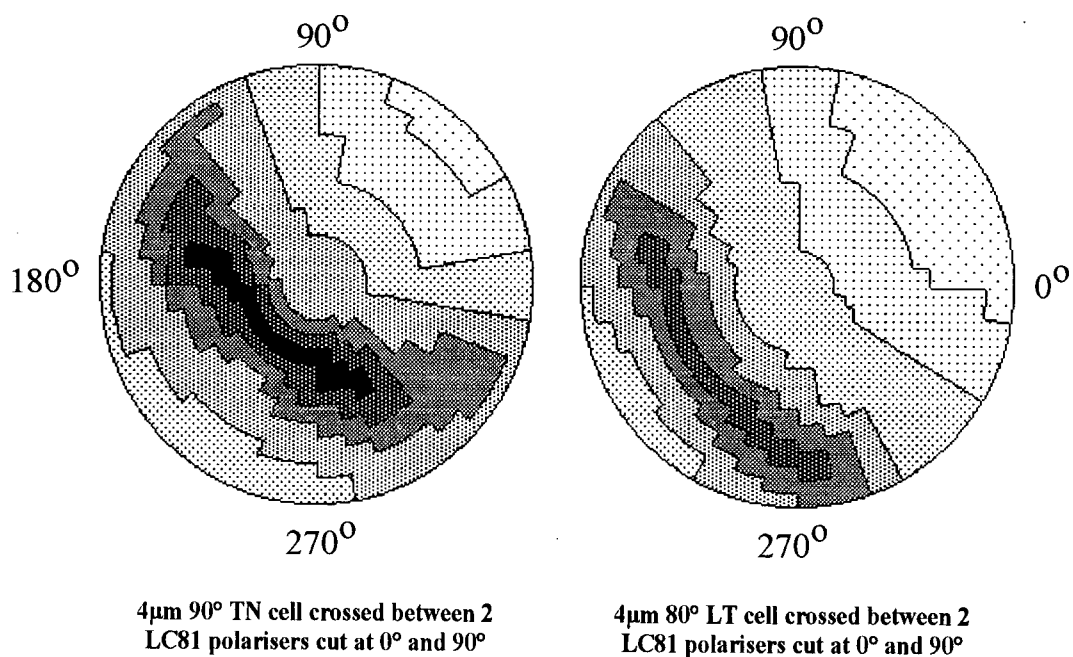 90°
90°
180°
0°
270°
270°
4µm 90° TN cell crossed between 2
LC81 polarisers cut at 0° and 90°
4µm 80° LT cell crossed between 2
LC81 polarisers cut at 0° and 90°